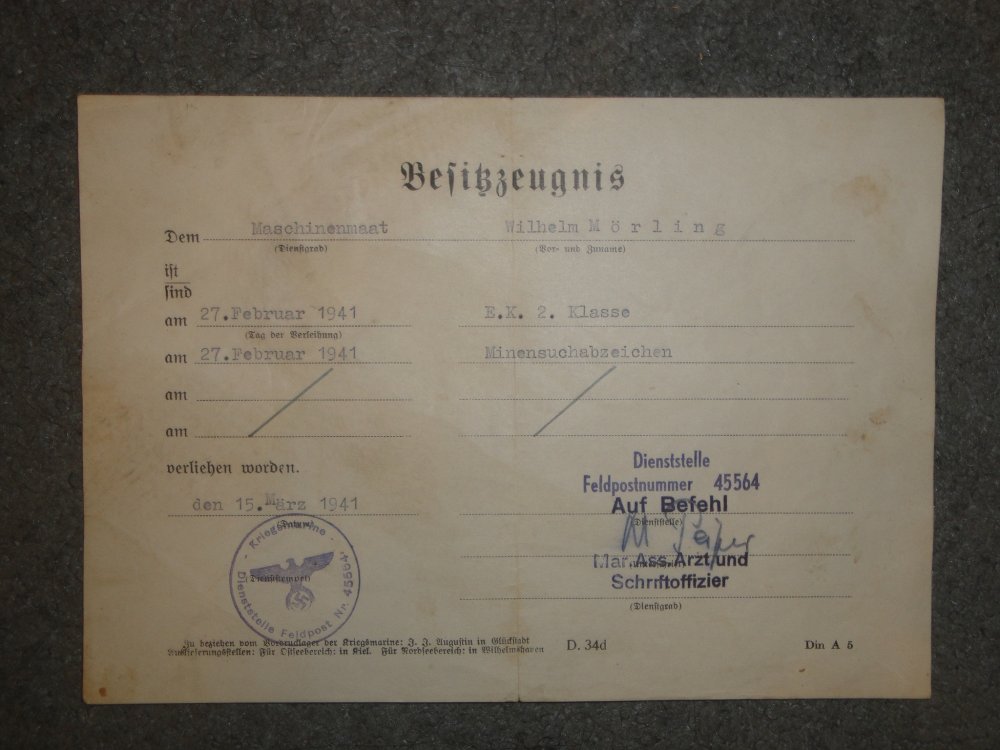 Besitzzeugnis
Dem Maschinenmaat Wilhelm Mörling
(Dienstgrad) (Vor- und Zuname)
ist
sind
am 27.Februar 1941 E.K. 2. Klasse
(Tag der Verleihung)
am 27.Februar 1941 Minensuchabzeichen
am
am
verliehen worden.
Dienststelle
Feldpostnummer 45564
den 15.März 1941 Auf Befehl
(Datum) (Dienststelle)
Mar.Ass.Arzt und
Schriftoffizier
(Dienstgrad)
- Kriegsmarine -
(Dienststempel)
Dienststelle Feldpost Nr. 45564
Zu beziehen vom Vordrucklager der Kriegsmarine: J. J. Augustin in Glückstadt
Auslieferungsstellen: Für Ostseebereich: in Kiel. Für Nordseebereich: in Wilhelmshaven
D. 34d Din A 5